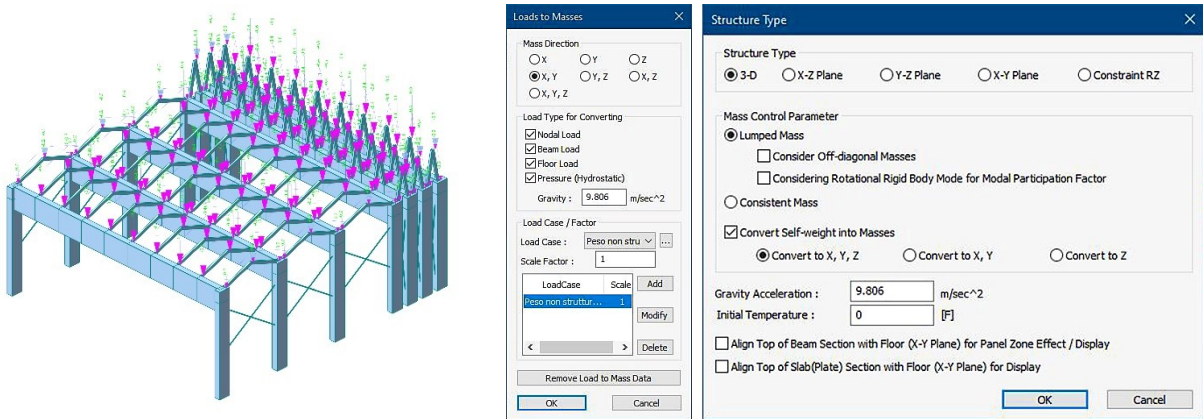 Loads to Masses
Mass Direction
X Y Z
X, Y Y, Z X, Z
X, Y, Z
Load Type for Converting
Nodal Load
Beam Load
Floor Load
Pressure (Hydrostatic)
Gravity : 9.806 m/sec^2
Load Case / Factor
Load Case : Peso non stru ...
Scale Factor : 1
LoadCase Scale
Peso non struttur... 1
Add
Modify
Delete
Remove Load to Mass Data
OK Cancel
Structure Type
Structure Type
3-D X-Z Plane Y-Z Plane X-Y Plane Constraint RZ
Mass Control Parameter
Lumped Mass
Consider Off-diagonal Masses
Considering Rotational Rigid Body Mode for Modal Participation Factor
Consistent Mass
Convert Self-weight into Masses
Convert to X, Y, Z Convert to X, Y Convert to Z
Gravity Acceleration : 9.806 m/sec^2
Initial Temperature : 0 [F]
Align Top of Beam Section with Floor (X-Y Plane) for Panel Zone Effect / Display
Align Top of Slab(Plate) Section with Floor (X-Y Plane) for Display
OK Cancel